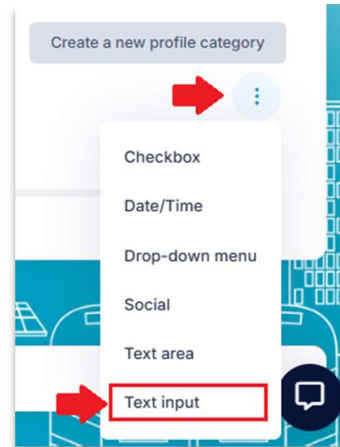 Create a new profile category
Checkbox
Date/Time
Drop-down menu
Social
Text area
Text input